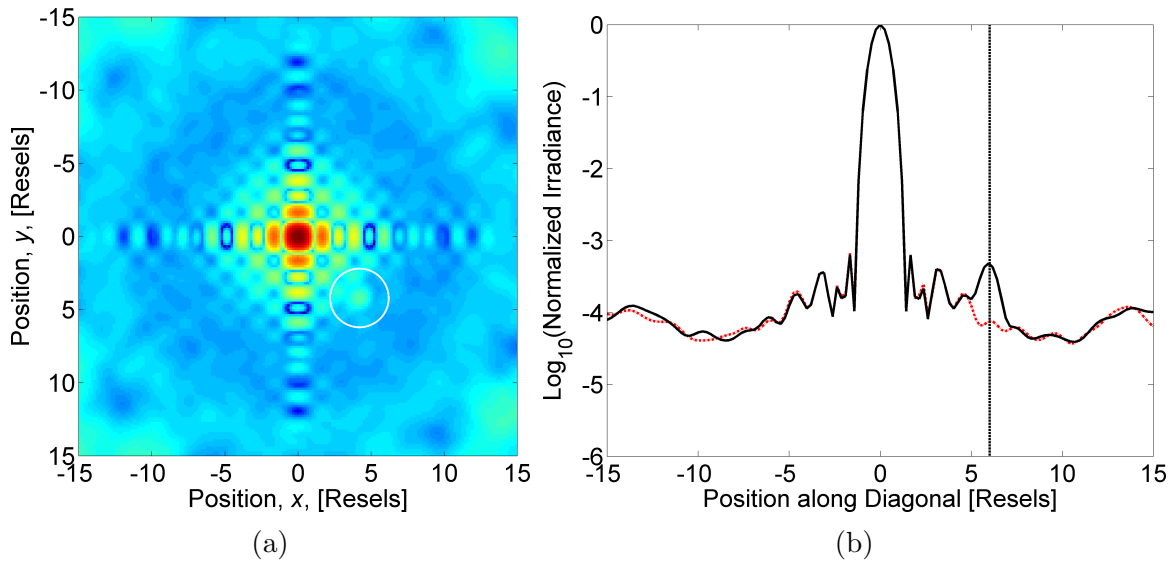 -15
-10
-5
0
5
10
15
-15 -10 -5 0 5 10 15
Position, y, [Resels]
Position, x, [Resels]
(a)
0
-1
-2
-3
-4
-5
-6
-15 -10 -5 0 5 10 15
Log10(Normalized Irradiance)
Position along Diagonal [Resels]
(b)